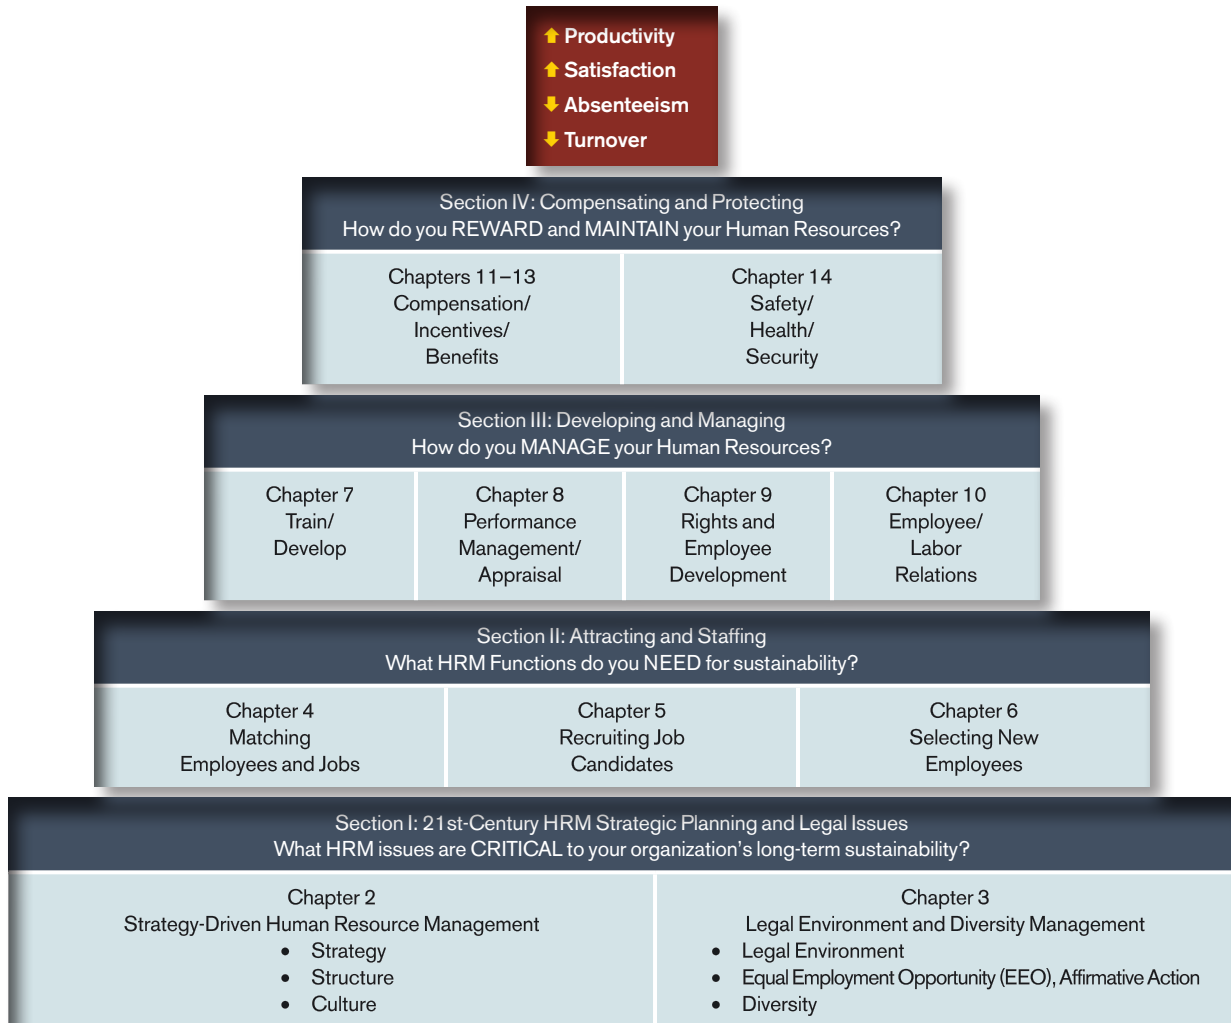 Productivity
Satisfaction
Absenteeism
Turnover
Section IV: Compensating and Protecting
How do you REWARD and MAINTAIN your Human Resources?
Chapters 11–13
Compensation/
Incentives/
Benefits
Chapter 14
Safety/
Health/
Security
Section III: Developing and Managing
How do you MANAGE your Human Resources?
Chapter 7
Train/
Develop
Chapter 8
Performance
Management/
Appraisal
Chapter 9
Rights and
Employee
Development
Chapter 10
Employee/
Labor
Relations
Section II: Attracting and Staffing
What HRM Functions do you NEED for sustainability?
Chapter 4
Matching
Employees and Jobs
Chapter 5
Recruiting Job
Candidates
Chapter 6
Selecting New
Employees
Section I: 21st-Century HRM Strategic Planning and Legal Issues
What HRM issues are CRITICAL to your organization's long-term sustainability?
Chapter 2
Strategy-Driven Human Resource Management
• Strategy
• Structure
• Culture
Chapter 3
Legal Environment and Diversity Management
• Legal Environment
• Equal Employment Opportunity (EEO), Affirmative Action
• Diversity